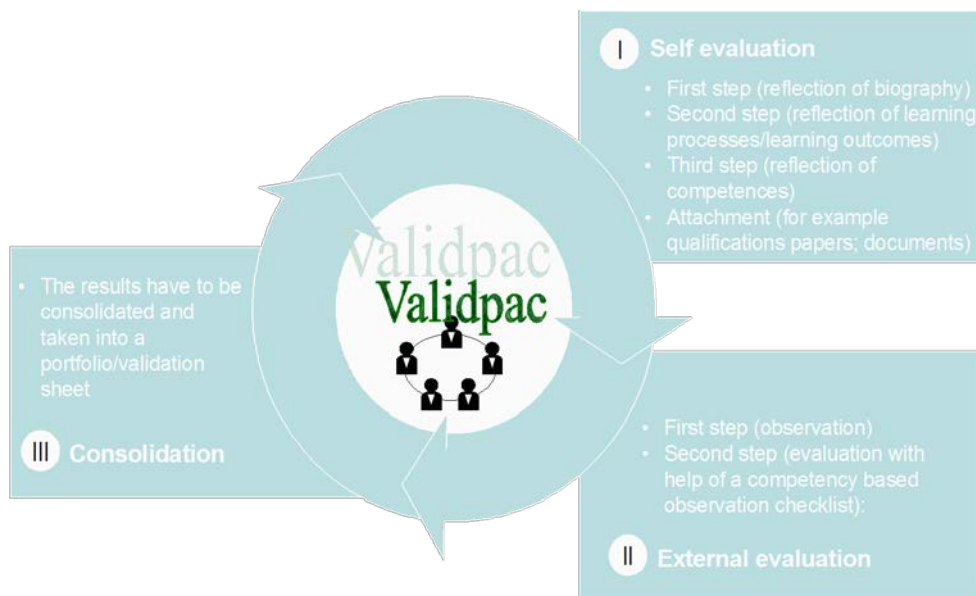 I Self evaluation
• First step (reflection of biography)
• Second step (reflection of learning
processes/learning outcomes)
• Third step (reflection of
competences)
• Attachment (for example
qualifications papers; documents)
Validpac
Validpac
• First step (observation)
• Second step (evaluation with
help of a competency based
observation checklist):
II External evaluation
• The results have to be
consolidated and
taken into a
portfolio/validation
sheet
III Consolidation